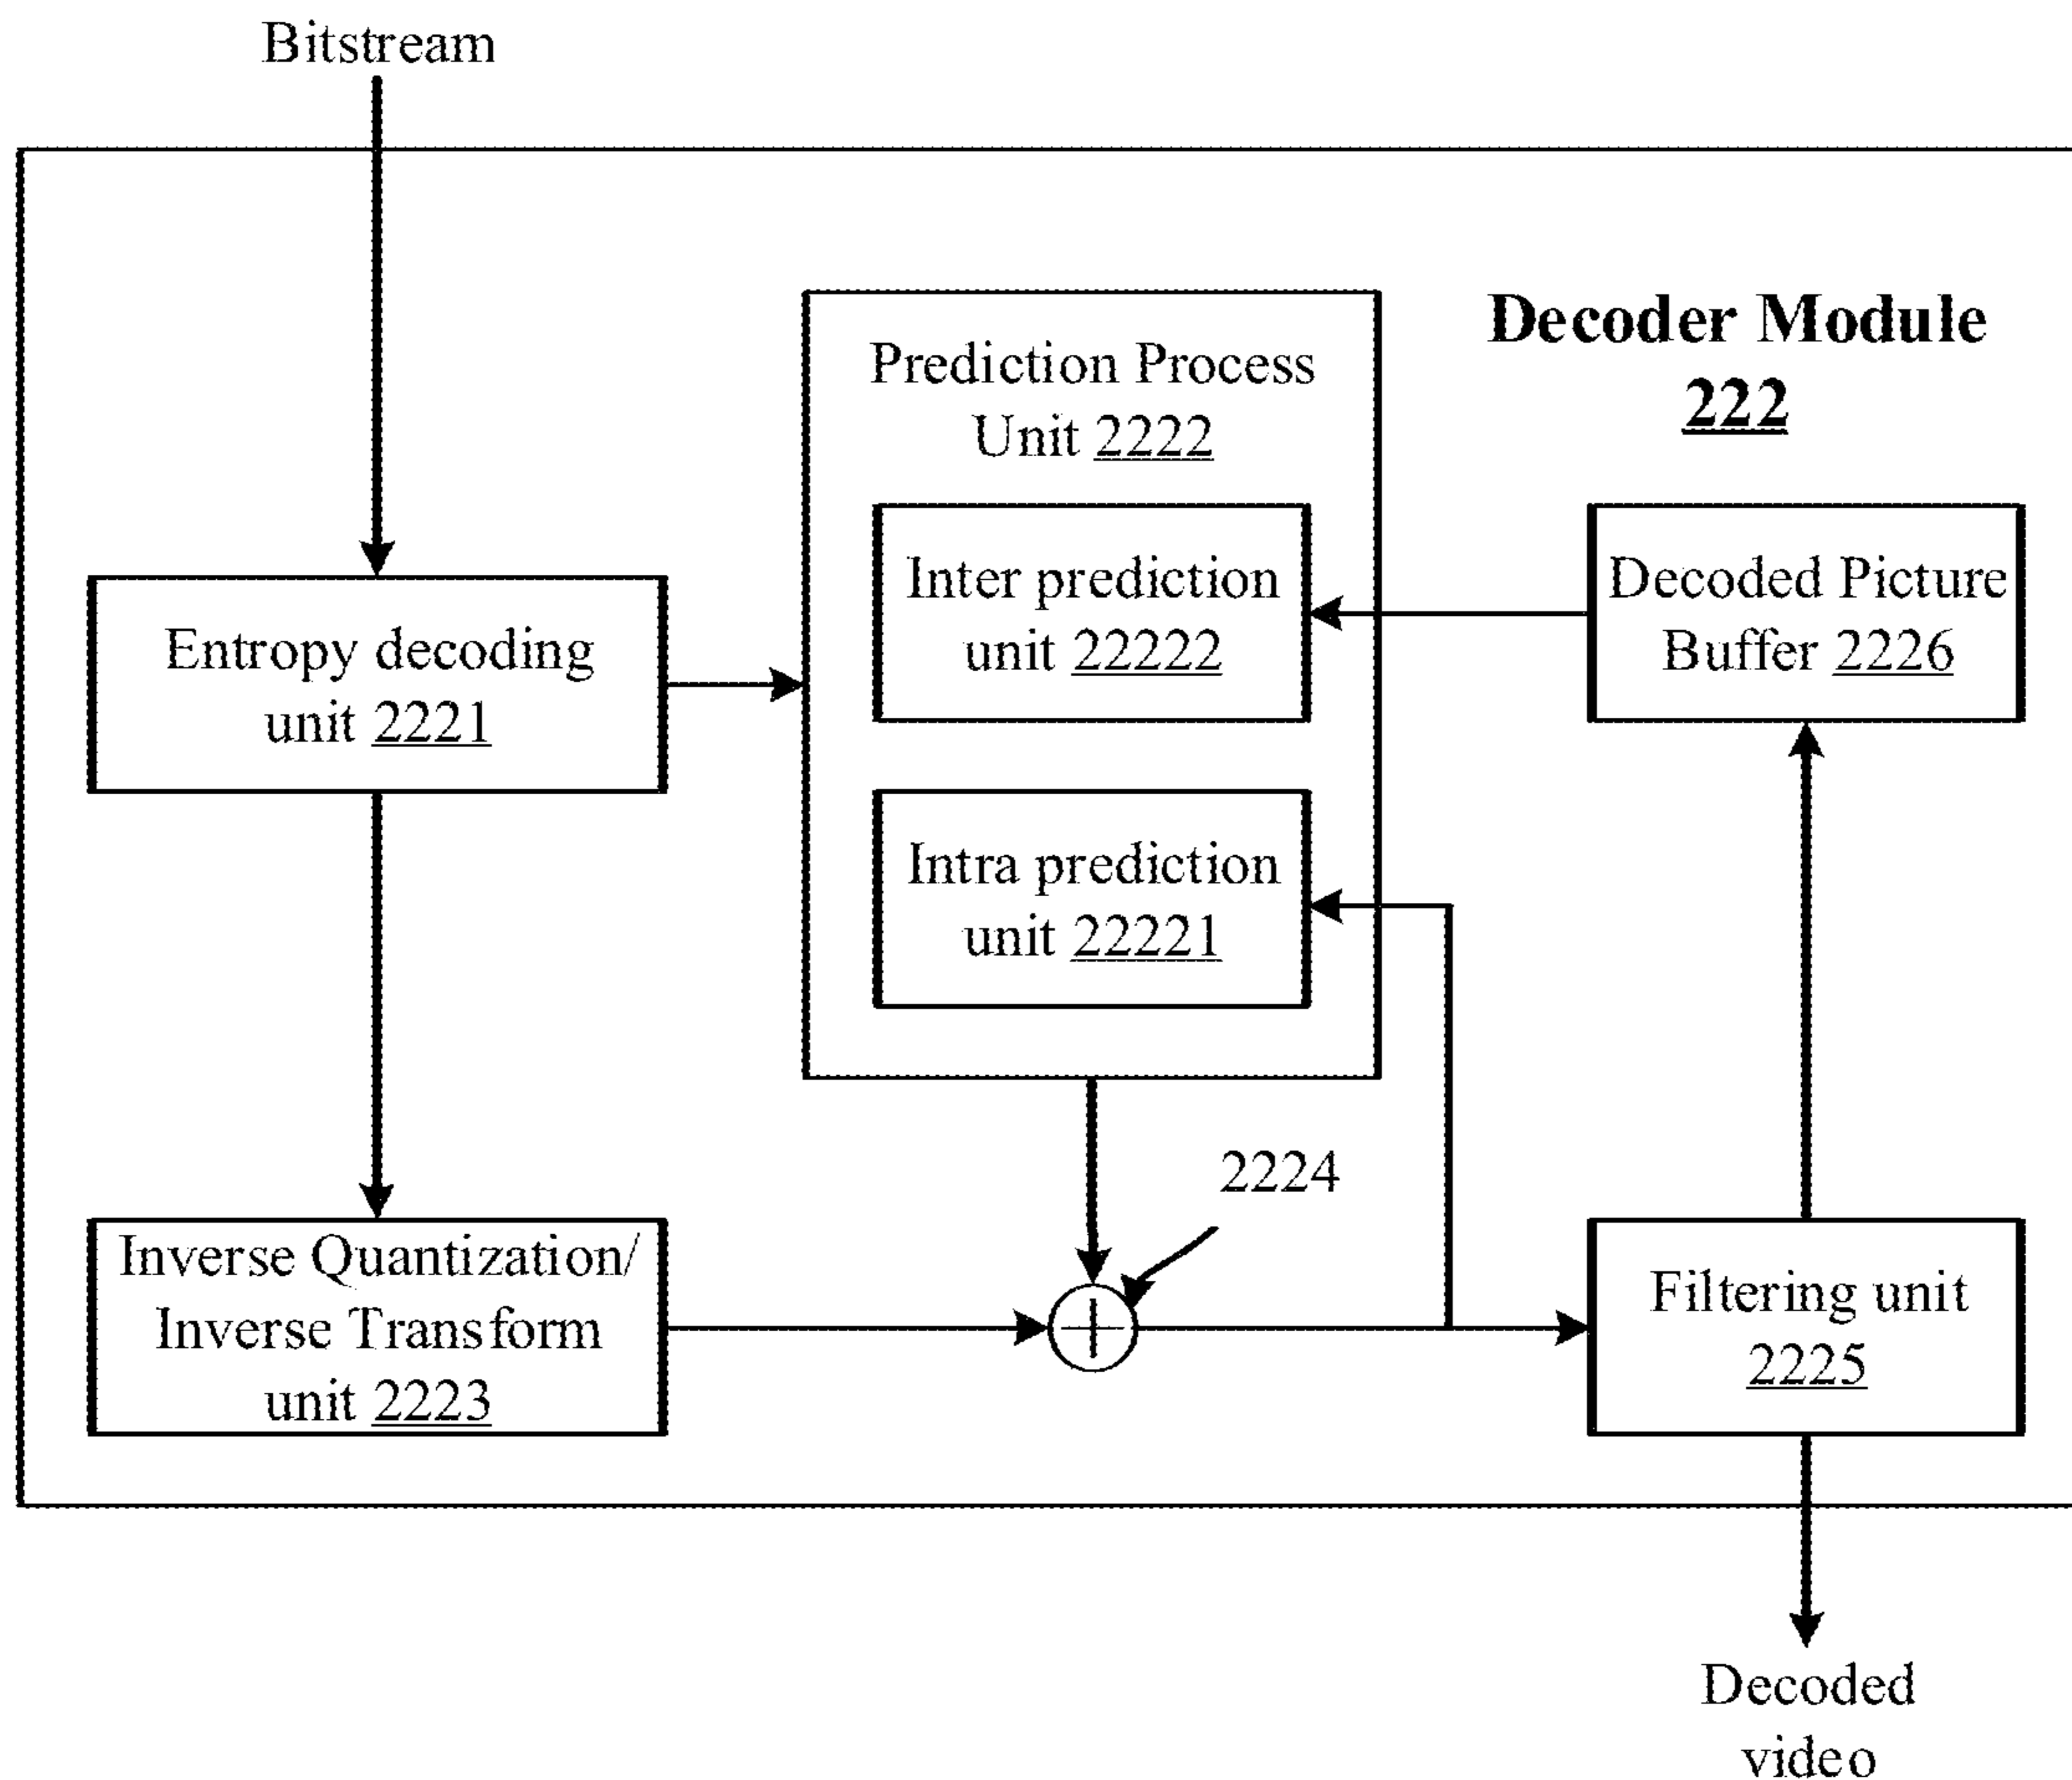 Bitstream
Decoder Module
222
Prediction Process
Unit 2222
Inter prediction
unit 22222
Decoded Picture
Buffer 2226
Entropy decoding
unit 2221
Intra prediction
unit 22221
2224
Inverse Quantization/
Inverse Transform
unit 2223
Filtering unit
2225
Decoded
video